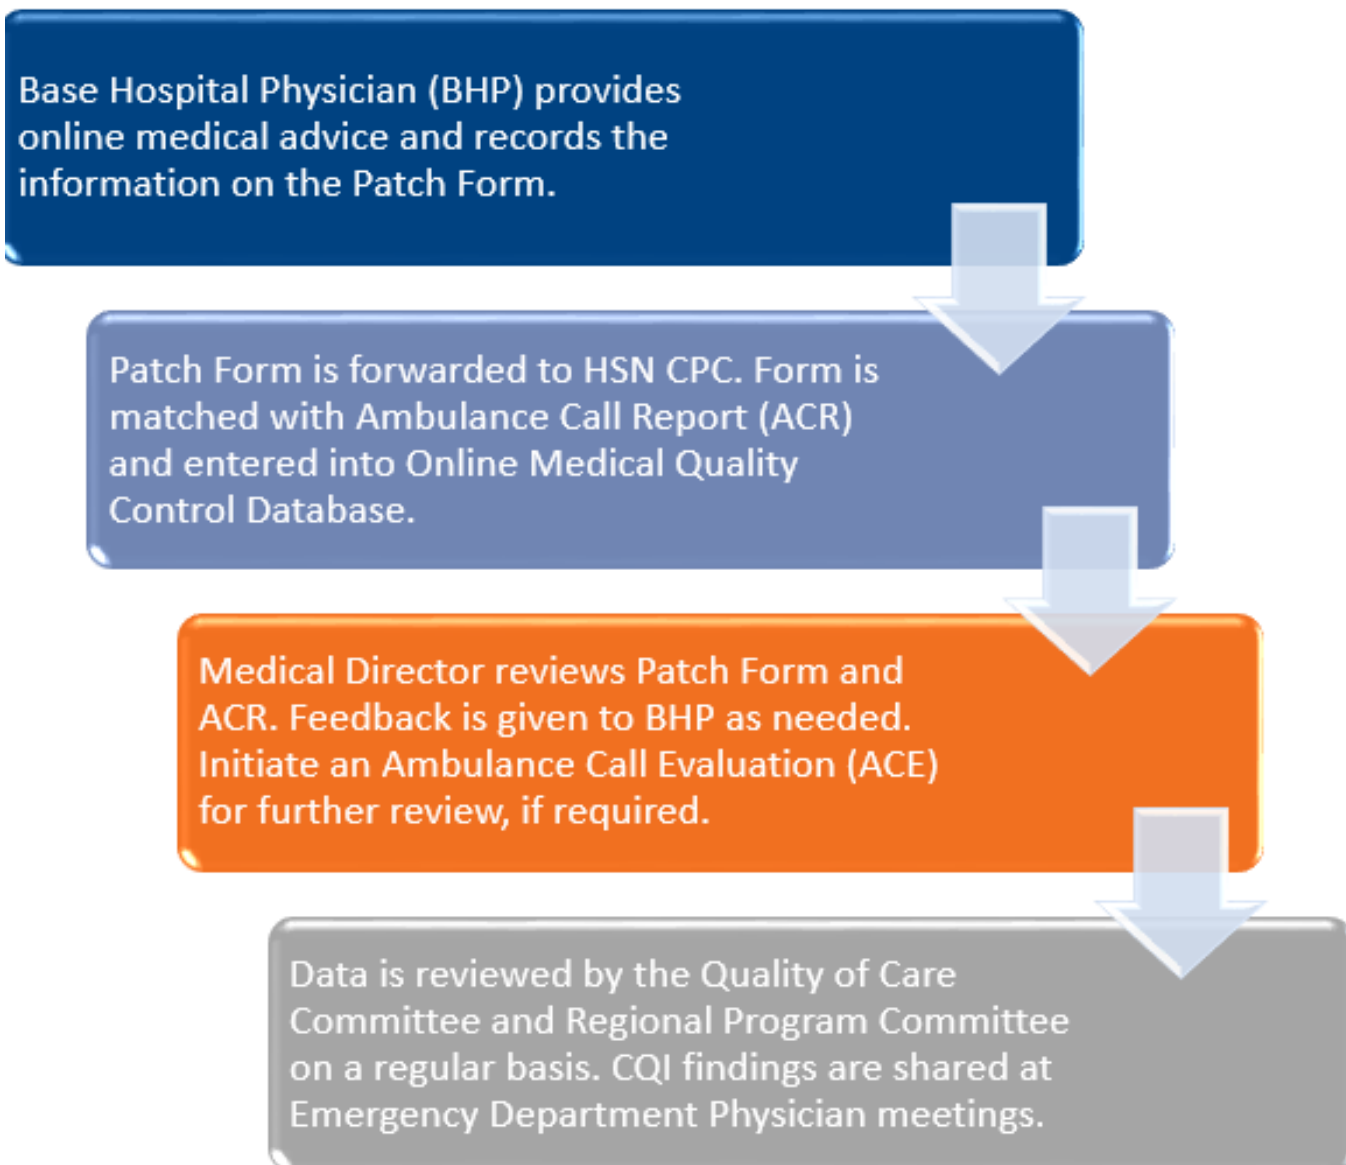 Base Hospital Physician (BHP) provides
online medical advice and records the
information on the Patch Form.
Patch Form is forwarded to HSN CPC. Form is
matched with Ambulance Call Report (ACR)
and entered into Online Medical Quality
Control Database.
Medical Director reviews Patch Form and
ACR. Feedback is given to BHP as needed.
Initiate an Ambulance Call Evaluation (ACE)
for further review, if required.
Data is reviewed by the Quality of Care
Committee and Regional Program Committee
on a regular basis. CQI findings are shared at
Emergency Department Physician meetings.